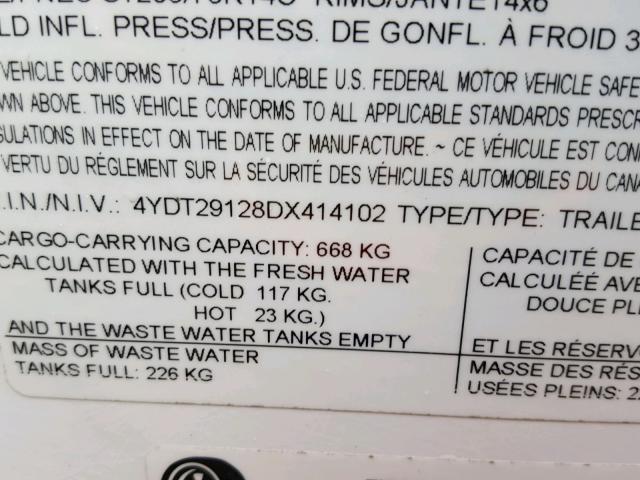 RIMS/JANTE14x6
LD INFL. PRESS/PRESS. DE GONFL. À FROID 3
VEHICLE CONFORMS TO ALL APPLICABLE U.S. FEDERAL MOTOR VEHICLE SAFE
WN ABOVE. THIS VEHICLE CONFORMS TO ALL APPLICABLE STANDARDS PRESCR
GULATIONS IN EFFECT ON THE DATE OF MANUFACTURE. ~ CE VÉHICULE EST CON
VERTU DU RÉGLEMENT SUR LA SÉCURITÉ DES VÉHICULES AUTOMOBILES DU CAN
.I.N./N.I.V.: 4YDT29128DX414102 TYPE/TYPE: TRAILE
CARGO-CARRYING CAPACITY: 668 KG
CALCULATED WITH THE FRESH WATER
TANKS FULL (COLD 117 KG.
HOT 23 KG.)
AND THE WASTE WATER TANKS EMPTY
MASS OF WASTE WATER
TANKS FULL: 226 KG
CAPACITÉ DE
CALCULÉE AVE
DOUCE PLE
ET LES RÉSERV
MASSE DES RÉS
USÉES PLEINS: 22